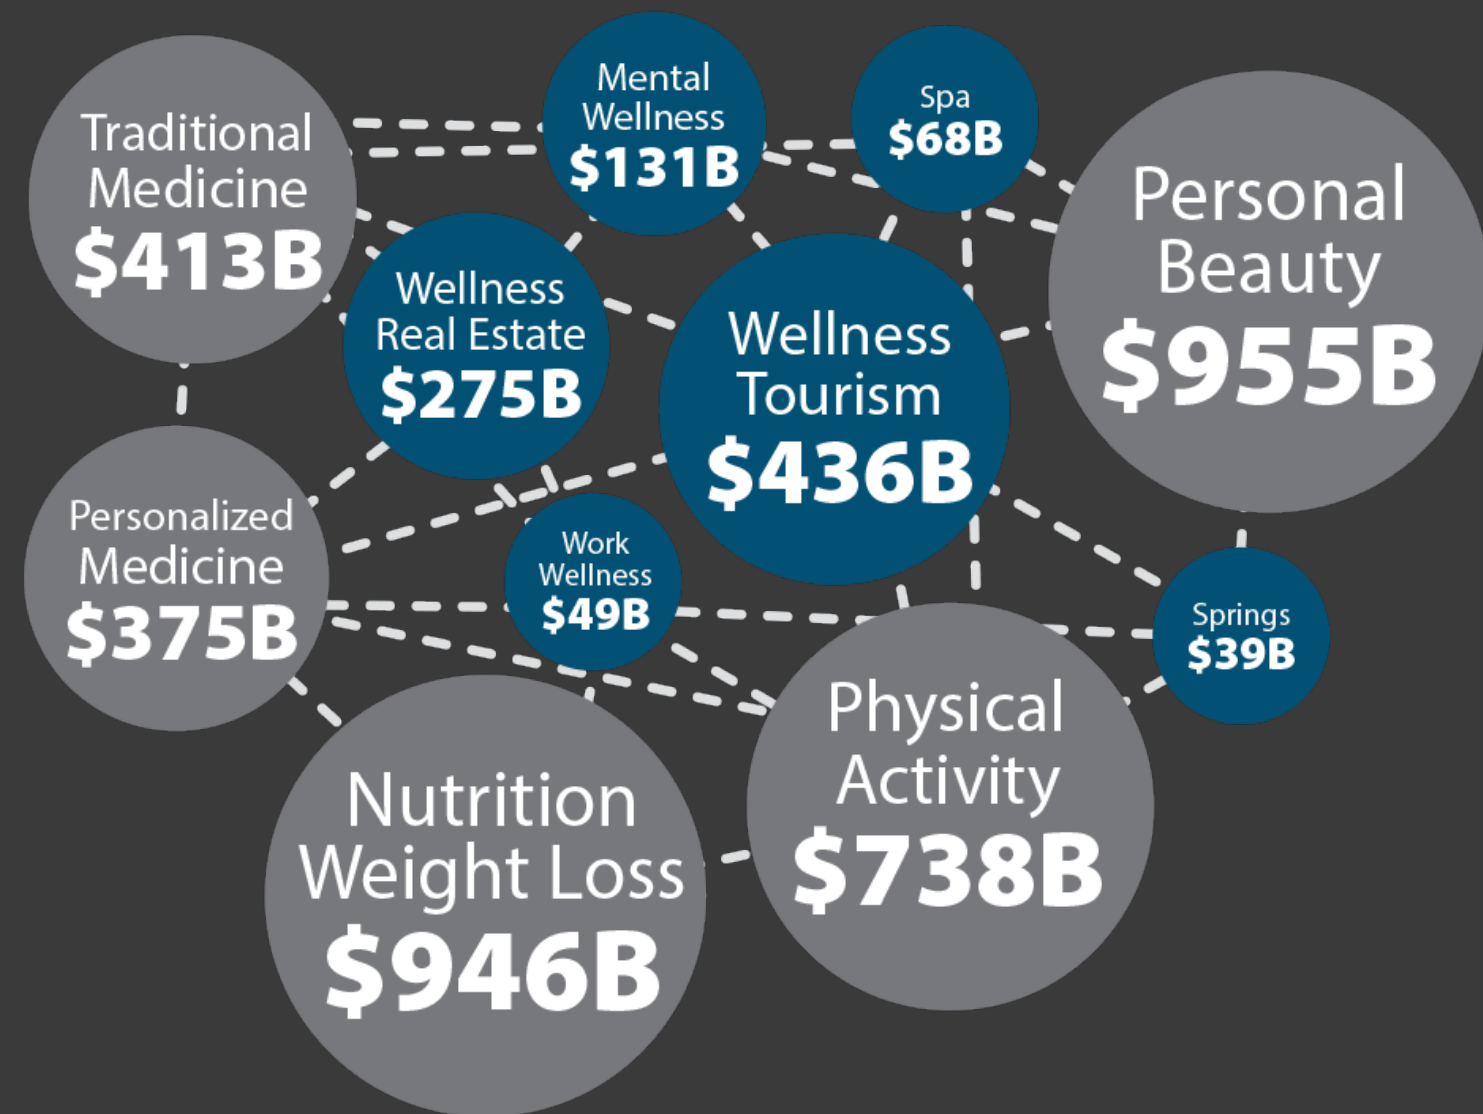 Traditional
Medicine
$413B
Mental
Wellness
$131B
Spa
$68B
Personal
Beauty
$955B
Wellness
Real Estate
$275B
Wellness
Tourism
$436B
Personalized
Medicine
$375B
Work
Wellness
$49B
Springs
$39B
Nutrition
Weight Loss
$946B
Physical
Activity
$738B